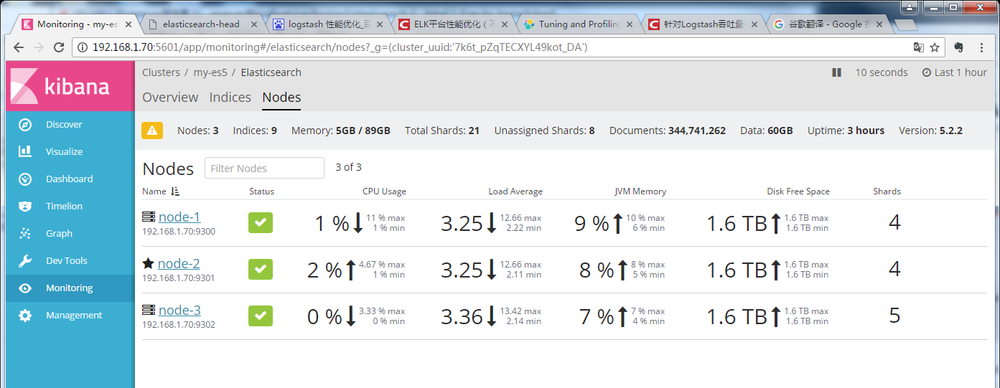 Monitoring - my-es
elasticsearch-head
logstash 性能优化_百
ELK平台性能优化（不
Tuning and Profiling
针对Logstash吞吐量
谷歌翻译 - Google 搜
192.168.1.70:5601/app/monitoring#/elasticsearch/nodes?_g=(cluster_uuid:'7k6t_pZqTECXYL49kot_DA')
kibana
Clusters / my-es5 / Elasticsearch
10 seconds Last 1 hour
Overview Indices Nodes
Discover
Visualize
Dashboard
Timelion
Graph
Dev Tools
Monitoring
Management
Nodes: 3 Indices: 9 Memory: 5GB / 89GB Total Shards: 21 Unassigned Shards: 8 Documents: 344,741,262 Data: 60GB Uptime: 3 hours Version: 5.2.2
Nodes Filter Nodes 3 of 3
Name Status CPU Usage Load Average JVM Memory Disk Free Space Shards
node-1
192.168.1.70:9300
1 % 11 % max
1 % min
3.25 12.66 max
2.22 min
9 % 10 % max
6 % min
1.6 TB 1.6 TB max
1.6 TB min
4
node-2
192.168.1.70:9301
2 % 4.67 % max
1 % min
3.25 12.66 max
2.11 min
8 % 8 % max
5 % min
1.6 TB 1.6 TB max
1.6 TB min
4
node-3
192.168.1.70:9302
0 % 3.33 % max
0 % min
3.36 13.42 max
2.14 min
7 % 7 % max
4 % min
1.6 TB 1.6 TB max
1.6 TB min
5